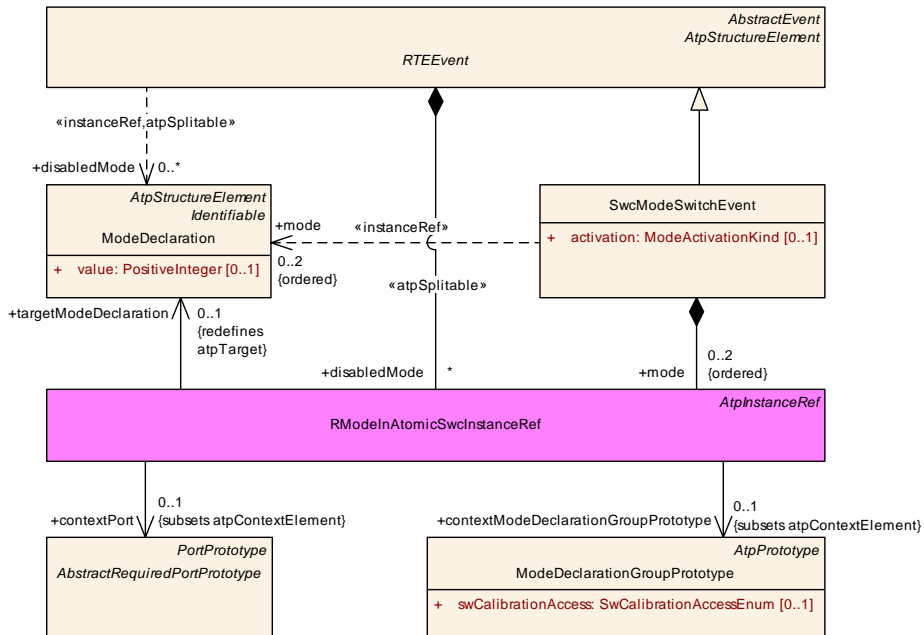 AbstractEvent
AtpStructureElement
RTEEvent
«instanceRef,atpSplitable»
+disabledMode
0..*
AtpStructureElement
Identifiable
ModeDeclaration
+ value: PositiveInteger [0..1]
+mode
0..2
{ordered}
«instanceRef»
«atpSplitable»
SwcModeSwitchEvent
+ activation: ModeActivationKind [0..1]
+targetModeDeclaration
0..1
{redefines
atpTarget}
+disabledMode
*
+mode
0..2
{ordered}
AtpInstanceRef
RModeInAtomicSwcInstanceRef
+contextPort
0..1
{subsets atpContextElement}
+contextModeDeclarationGroupPrototype
0..1
{subsets atpContextElement}
PortPrototype
AbstractRequiredPortPrototype
AtpPrototype
ModeDeclarationGroupPrototype
+ swCalibrationAccess: SwCalibrationAccessEnum [0..1]